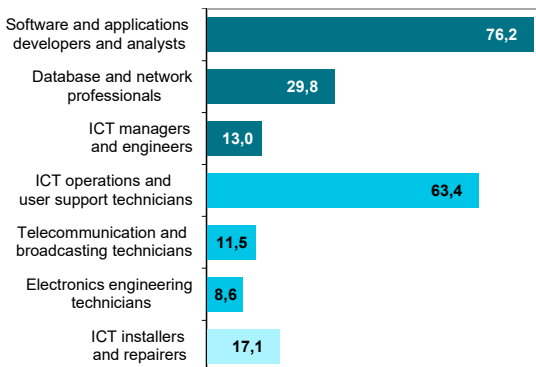 Software and applications
developers and analysts
76,2
Database and network
professionals
29,8
ICT managers
and engineers
13,0
ICT operations and
user support technicians
63,4
Telecommunication and
broadcasting technicians
11,5
Electronics engineering
technicians
8,6
ICT installers
and repairers
17,1